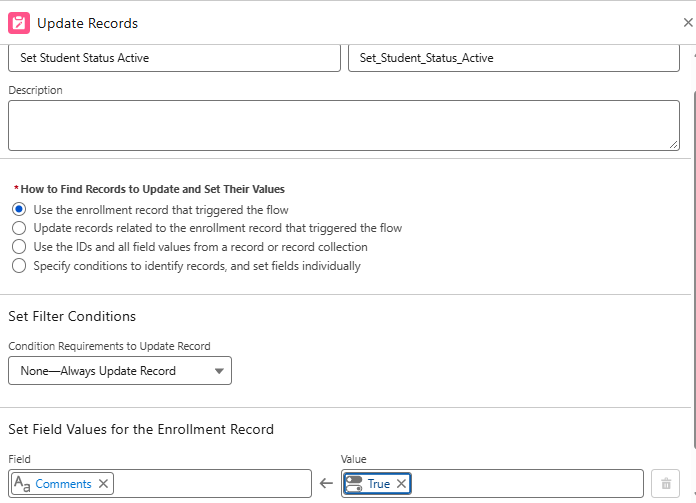 Update Records
Set Student Status Active
Set_Student_Status_Active
Description
*How to Find Records to Update and Set Their Values
Use the enrollment record that triggered the flow
Update records related to the enrollment record that triggered the flow
Use the IDs and all field values from a record or record collection
Specify conditions to identify records, and set fields individually
Set Filter Conditions
Condition Requirements to Update Record
None—Always Update Record
Set Field Values for the Enrollment Record
Field
Value
Aa Comments
True